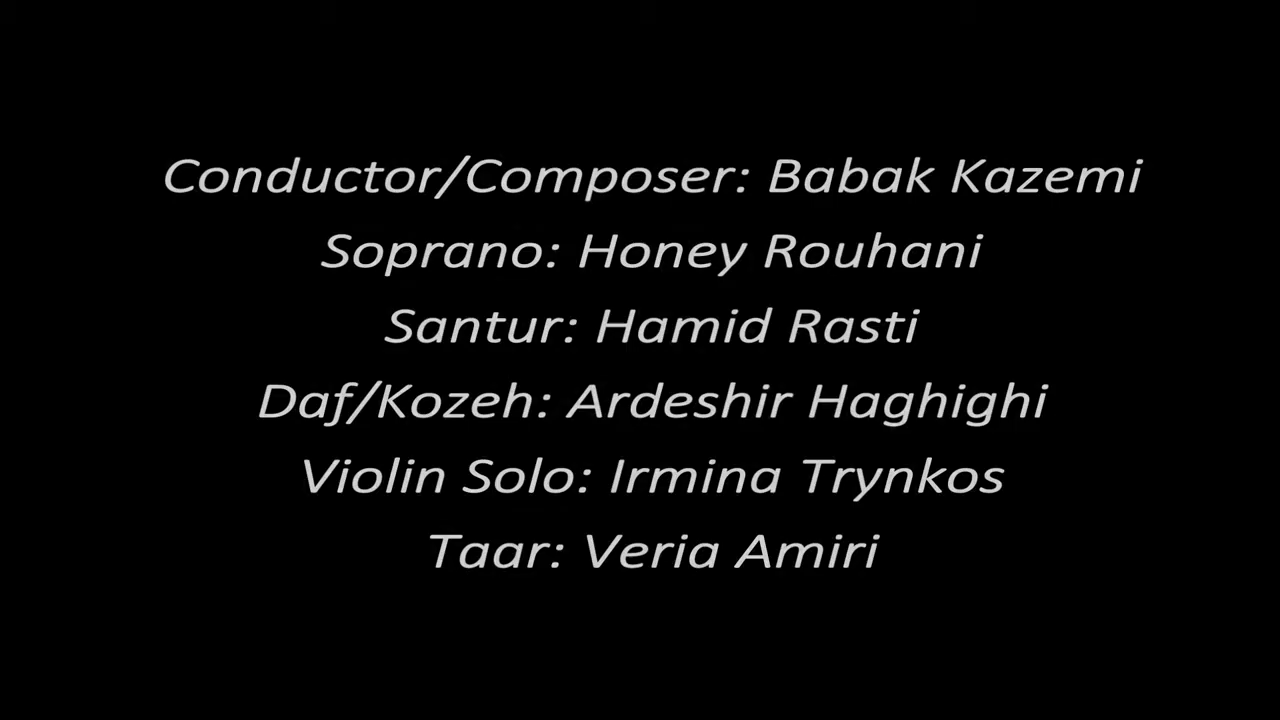 Conductor/Composer: Babak Kazemi
Soprano: Honey Rouhani
Santur: Hamid Rasti
Daf/Kozeh: Ardeshir Haghighi
Violin Solo: Irmina Trynkos
Taar: Veria Amiri